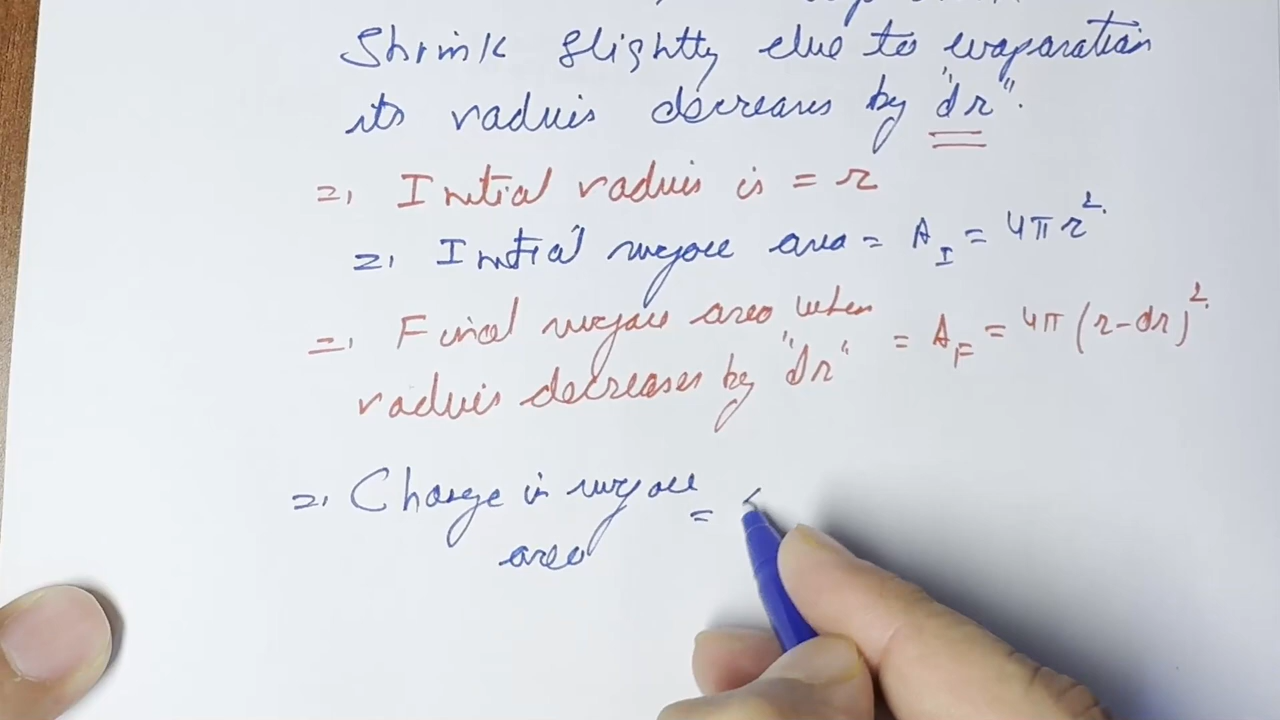 Shrink slightly due to evaparation
its radius decreases by "dr".
=) Initial radius is = r
=) Initial surface area = A_I = 4πr².
=) Final surface area when
radius decreases by "dr" = A_F = 4π(r-dr)².
=) Change in surface =
area